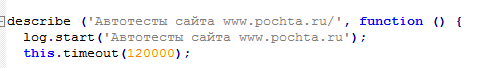 describe ('Автотесты сайта www.pochta.ru/', function () {
log.start('Автотесты сайта www.pochta.ru');
this.timeout(120000);